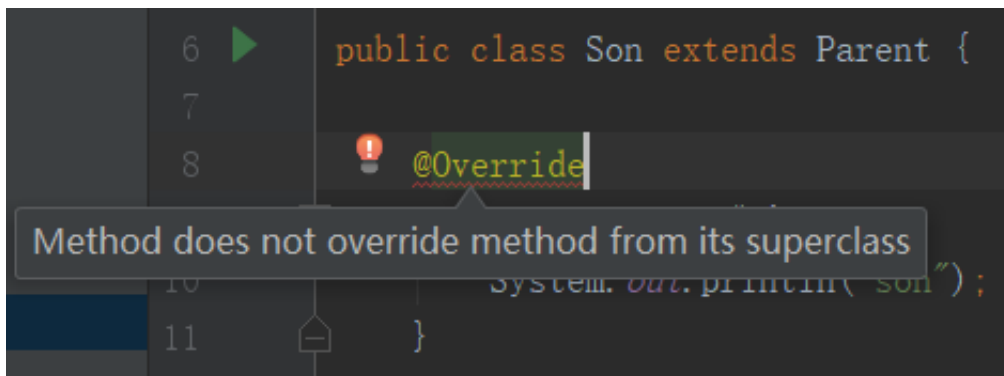 6 public class Son extends Parent {
7
8 @Override
Method does not override method from its superclass
10 System.out.println("son");
11 }